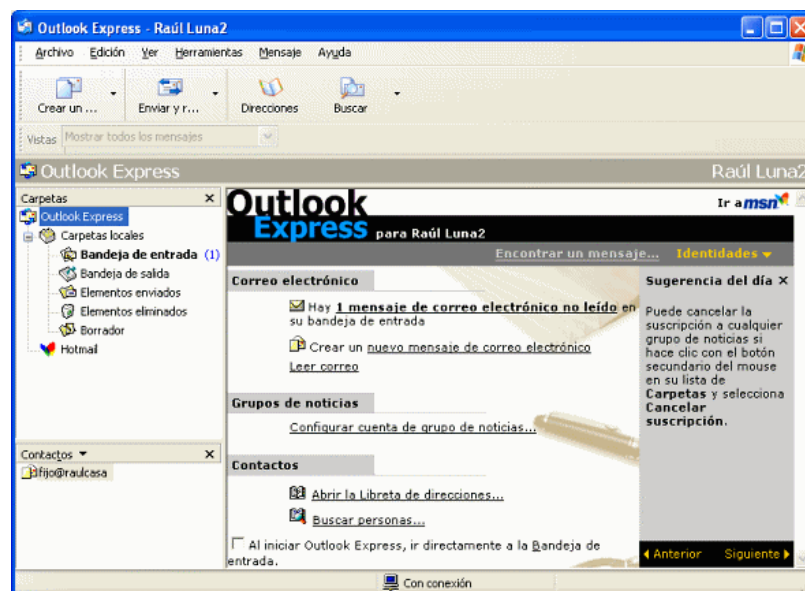 Outlook Express - Raúl Luna2
Archivo Edición Ver Herramientas Mensaje Ayuda
Crear un ... Enviar y r... Direcciones Buscar
Vistas Mostrar todos los mensajes
Outlook Express Raúl Luna2
Carpetas
Outlook Express
Carpetas locales
Bandeja de entrada (1)
Bandeja de salida
Elementos enviados
Elementos eliminados
Borrador
Hotmail
Contactos
fijo@raulcasa
Outlook
Express para Raúl Luna2
Ir a msn
Encontrar un mensaje... Identidades
Correo electrónico
Hay 1 mensaje de correo electrónico no leído en
su bandeja de entrada
Crear un nuevo mensaje de correo electrónico
Leer correo
Grupos de noticias
Configurar cuenta de grupo de noticias...
Contactos
Abrir la Libreta de direcciones...
Buscar personas...
Al iniciar Outlook Express, ir directamente a la Bandeja de
entrada.
Sugerencia del día
Puede cancelar la
suscripción a cualquier
grupo de noticias si
hace clic con el botón
secundario del mouse
en su lista de
Carpetas y selecciona
Cancelar
suscripción.
Anterior Siguiente
Con conexión